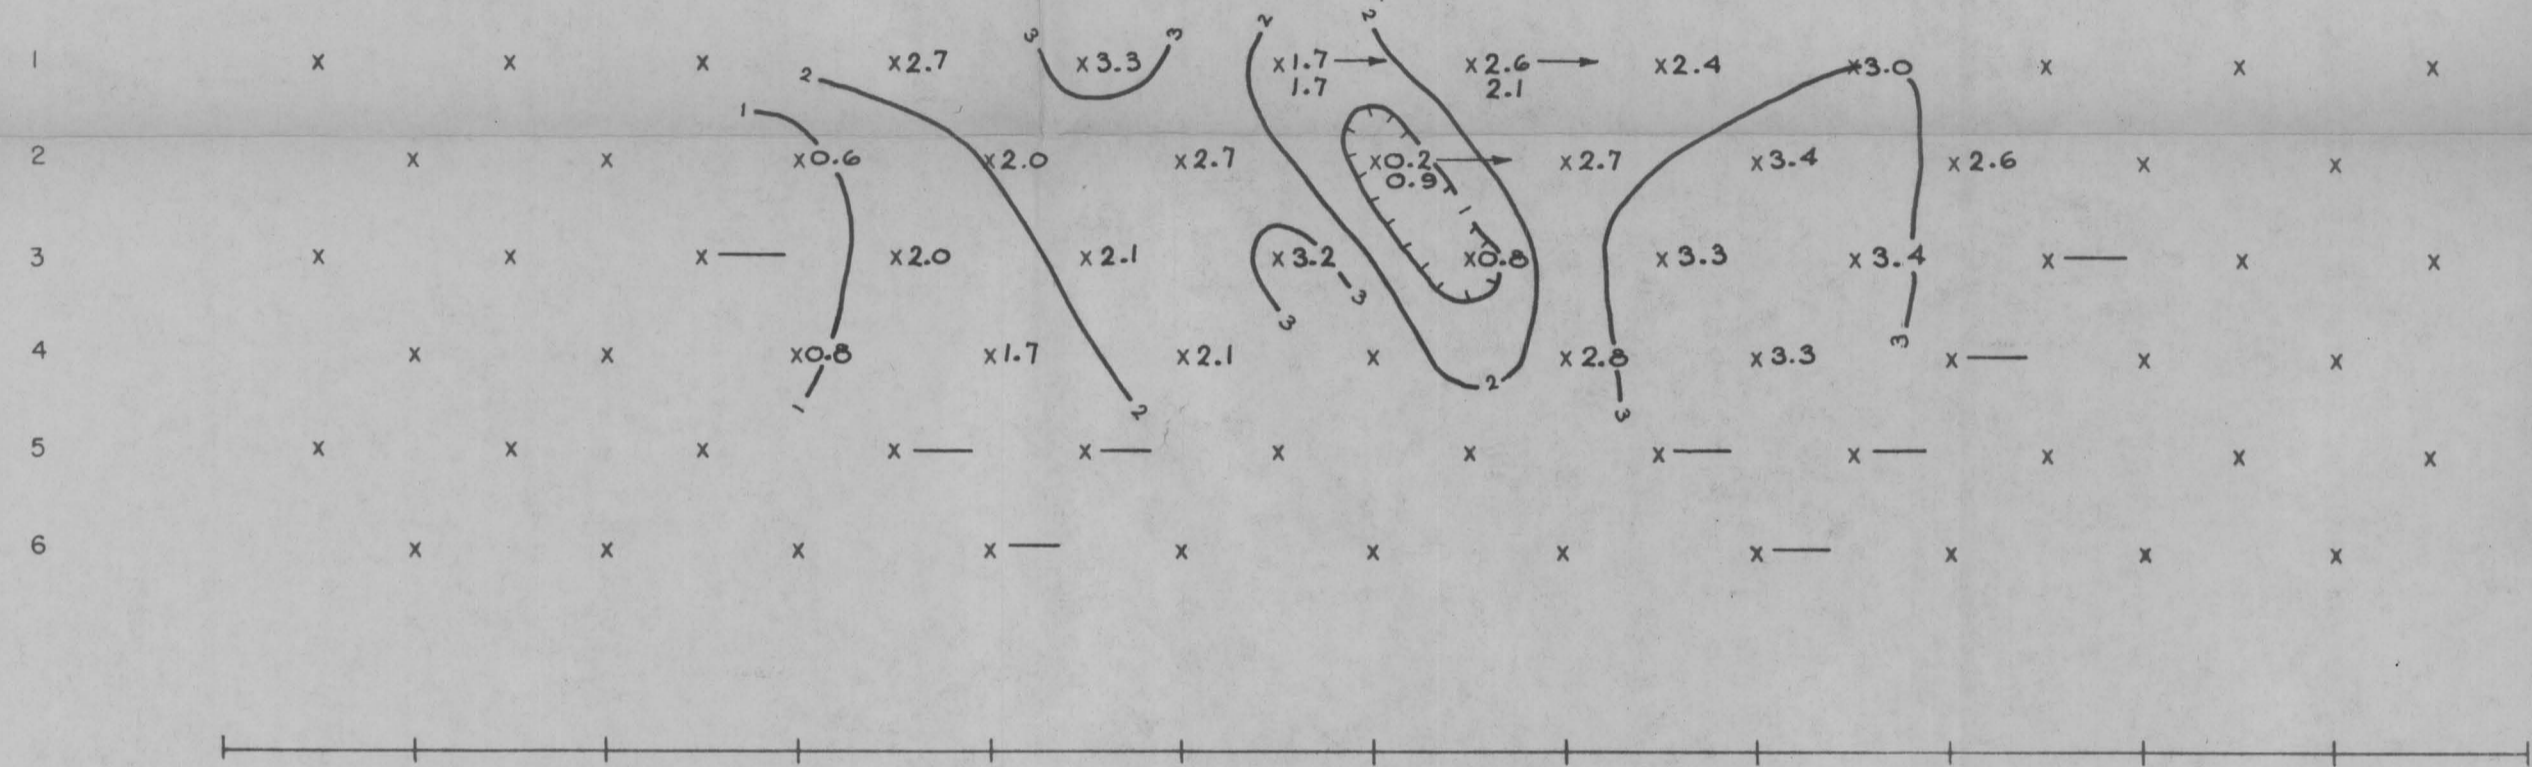 2 2
3 3
1 x x x x2.7 x3.3 x1.7 x2.6 x2.4 x3.0 x x x
1.7 2.1
2
1
2 x x x0.6 x2.0 x2.7 x0.2 x2.7 x3.4 x2.6 x x
0.9
1
3 x x x — x2.0 x2.1 x3.2 x0.8 x3.3 x3.4 x — x x
3
3
3
4 x x x0.8 x1.7 x2.1 x x2.8 x3.3 x — x x
2
1 2 3
5 x x x x — x — x x x — x — x x x
6 x x x x — x x x x — x x x